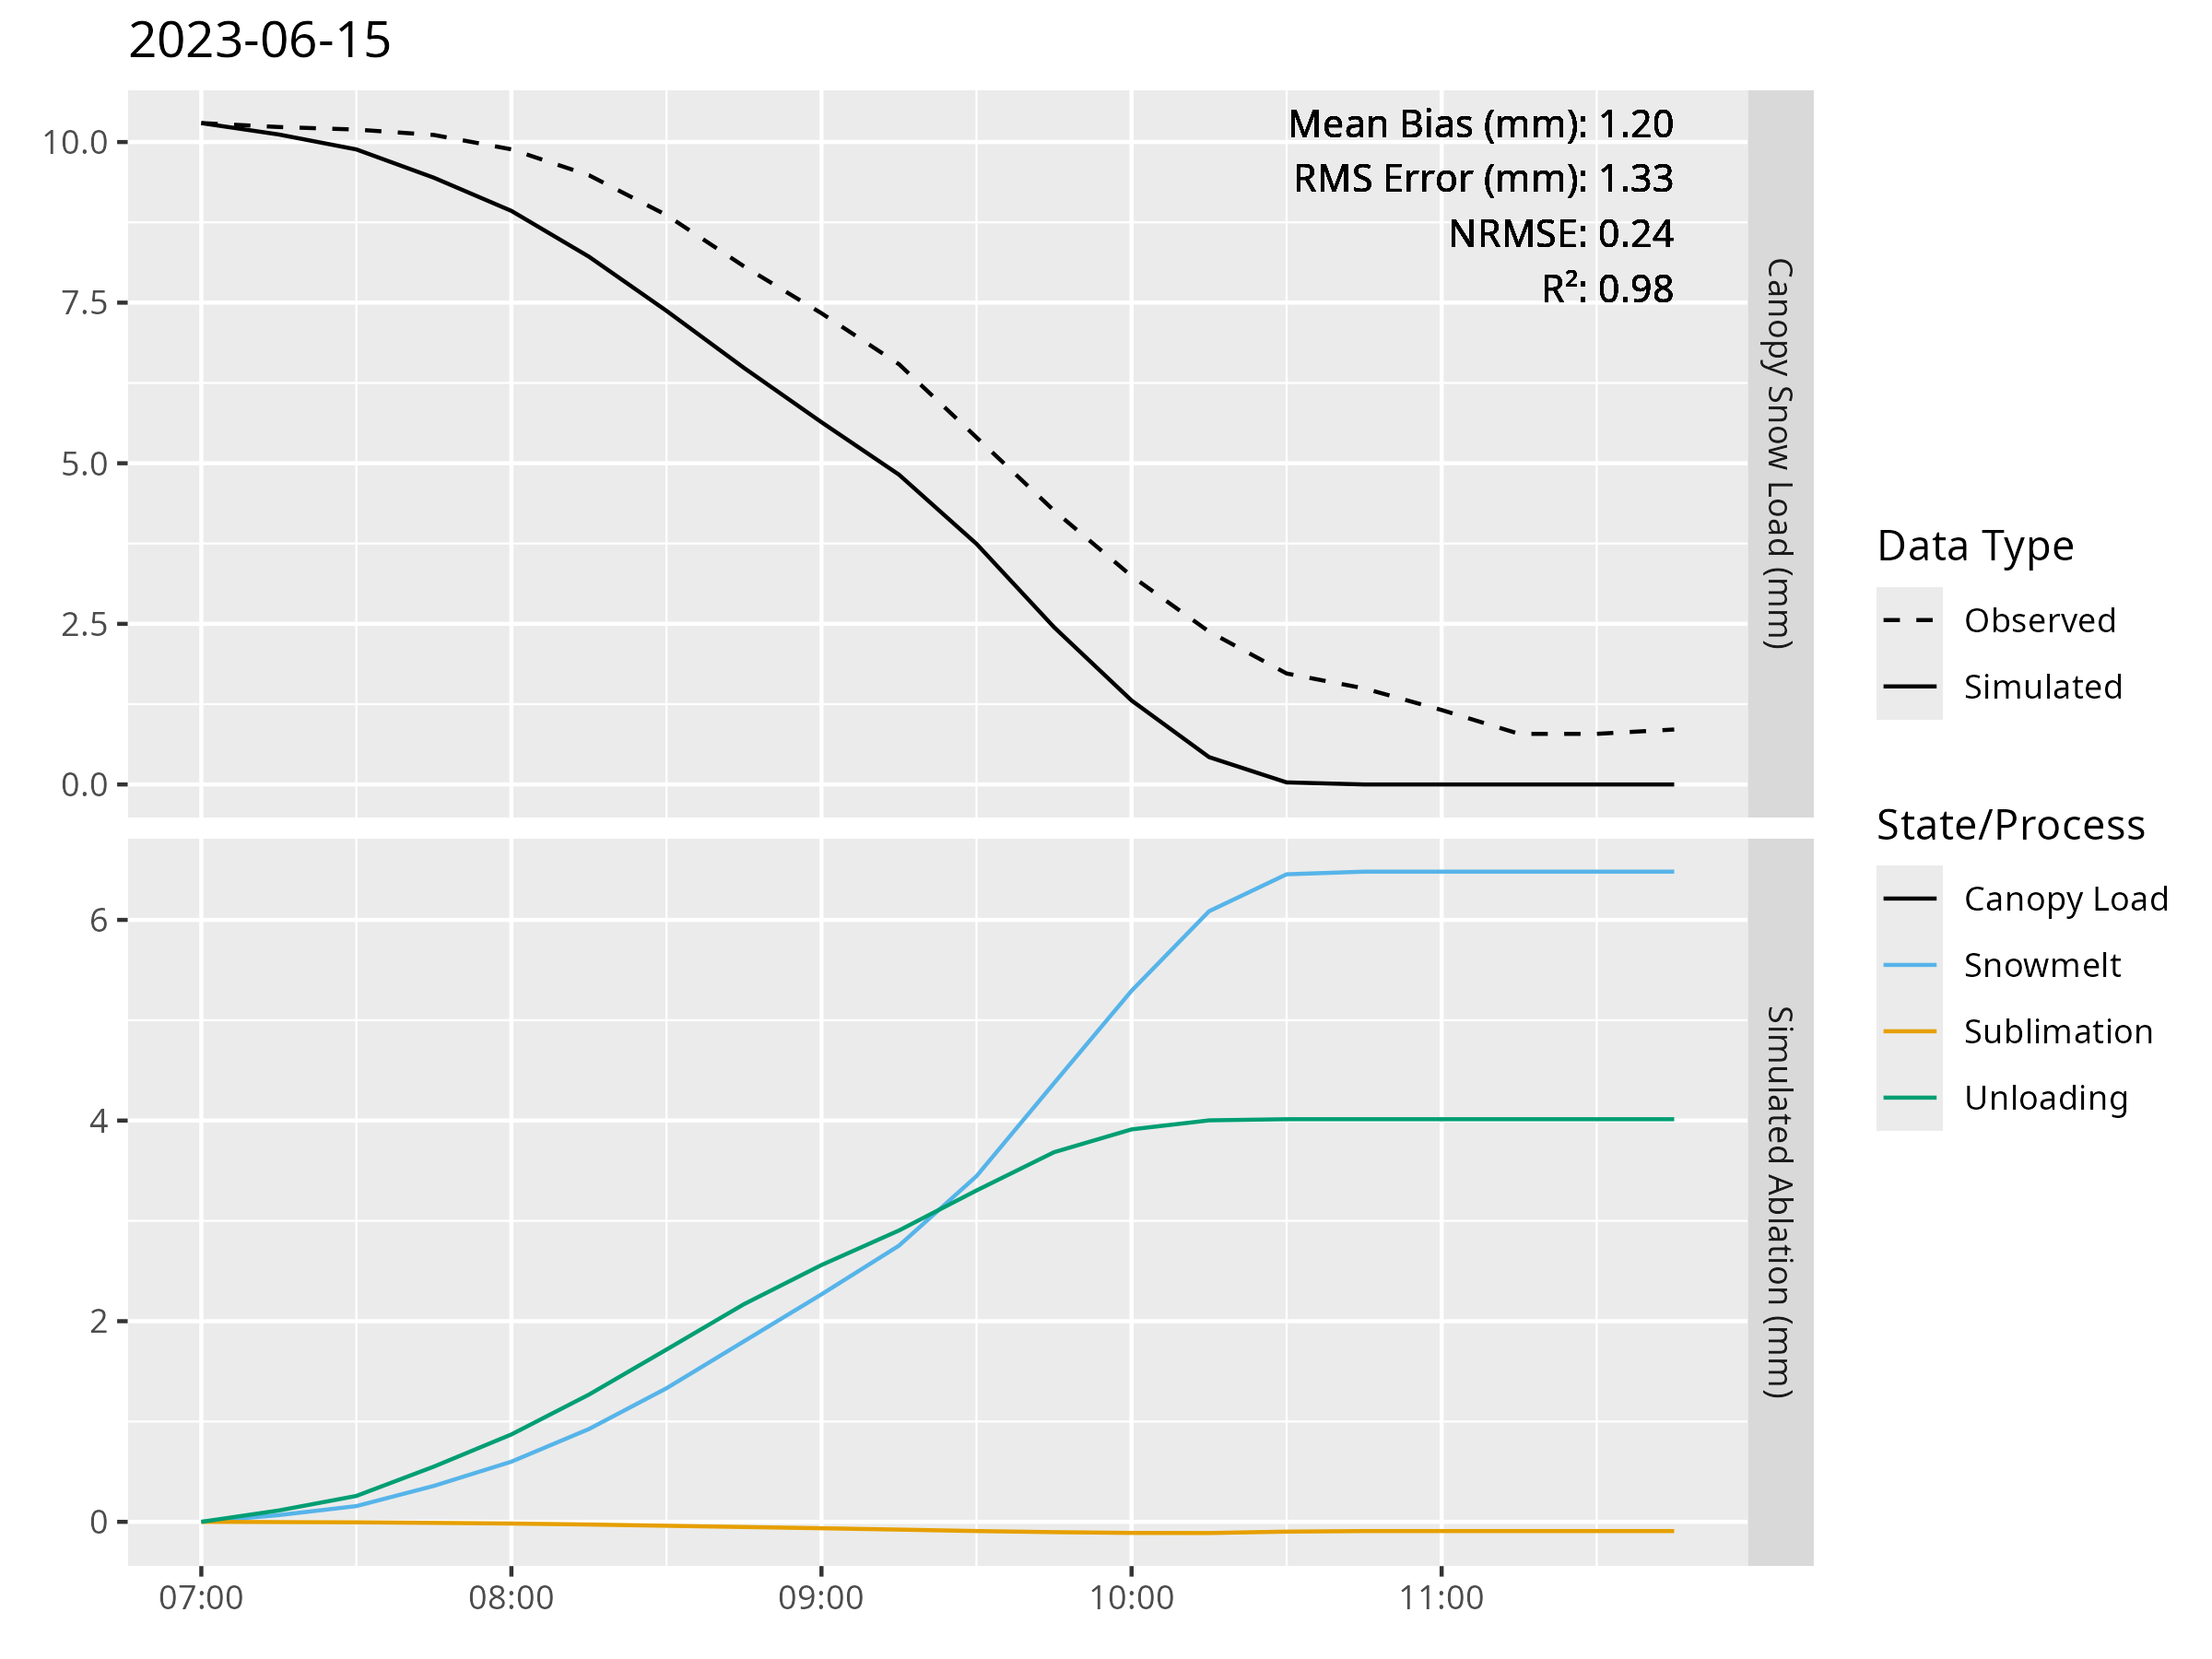 2023-06-15
10.0
7.5
5.0
2.5
0.0
Mean Bias (mm): 1.20
RMS Error (mm): 1.33
NRMSE: 0.24
R²: 0.98
Canopy Snow Load (mm)
6
4
2
0
Simulated Ablation (mm)
07:00
08:00
09:00
10:00
11:00
Data Type
Observed
Simulated
State/Process
Canopy Load
Snowmelt
Sublimation
Unloading